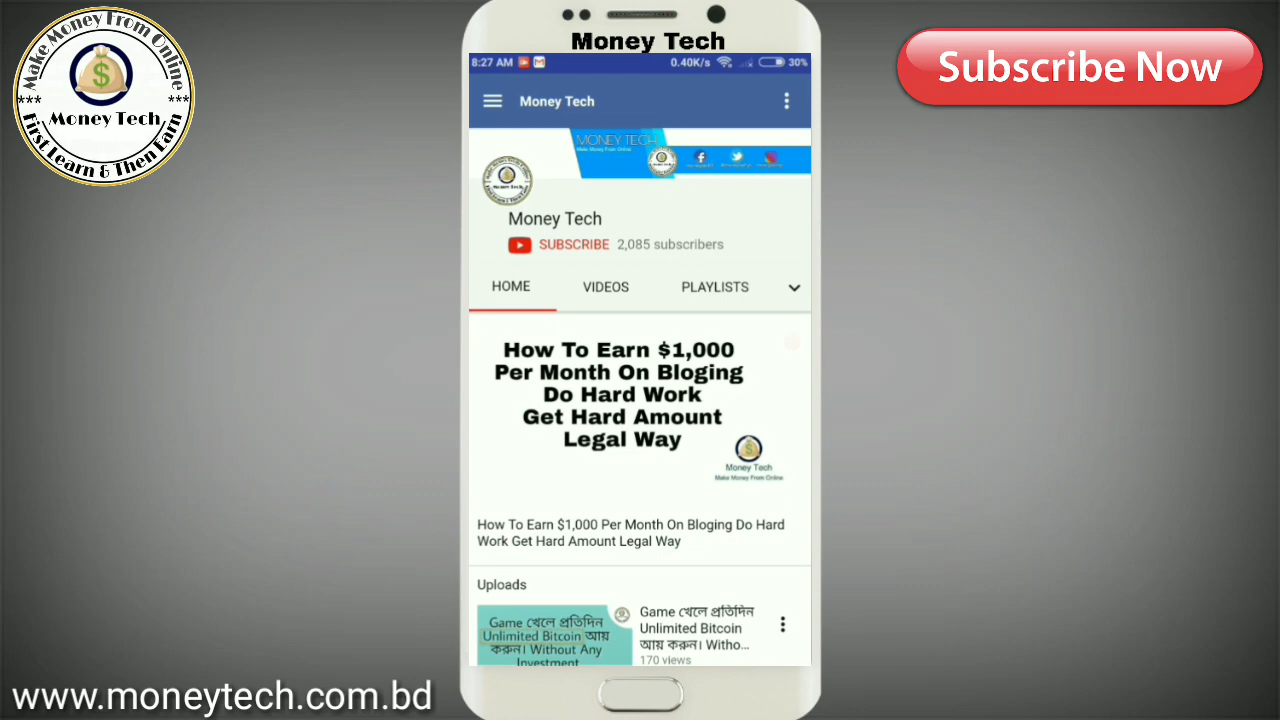 Make Money From Online
$
*** ***
Money Tech
First Learn & Then Earn
Money Tech
Subscribe Now
8:27 AM 0.40K/s 30%
Money Tech
MONEY TECH
Make Money From Online
Money Tech
Money Tech
SUBSCRIBE 2,085 subscribers
HOME VIDEOS PLAYLISTS
How To Earn $1,000
Per Month On Bloging
Do Hard Work
Get Hard Amount
Legal Way
$
Money Tech
Make Money From Online
How To Earn $1,000 Per Month On Bloging Do Hard
Work Get Hard Amount Legal Way
Uploads
Game খেলে প্রতিদিন
Unlimited Bitcoin আয়
করুন। Without Any
Investment
Game খেলে প্রতিদিন
Unlimited Bitcoin
আয় করুন। Witho...
170 views
www.moneytech.com.bd